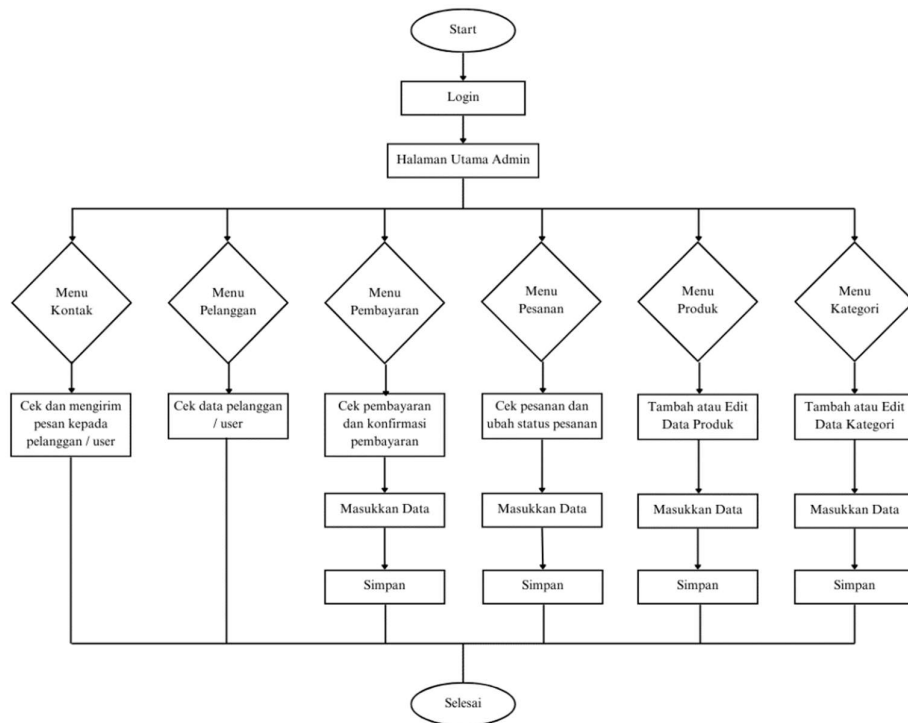 Start
Login
Halaman Utama Admin
Menu
Kontak
Menu
Pelanggan
Menu
Pembayaran
Menu
Pesanan
Menu
Produk
Menu
Kategori
Cek dan mengirim
pesan kepada
pelanggan / user
Cek data pelanggan
/ user
Cek pembayaran
dan konfirmasi
pembayaran
Cek pesanan dan
ubah status pesanan
Tambah atau Edit
Data Produk
Tambah atau Edit
Data Kategori
Masukkan Data
Masukkan Data
Masukkan Data
Masukkan Data
Simpan
Simpan
Simpan
Simpan
Selesai